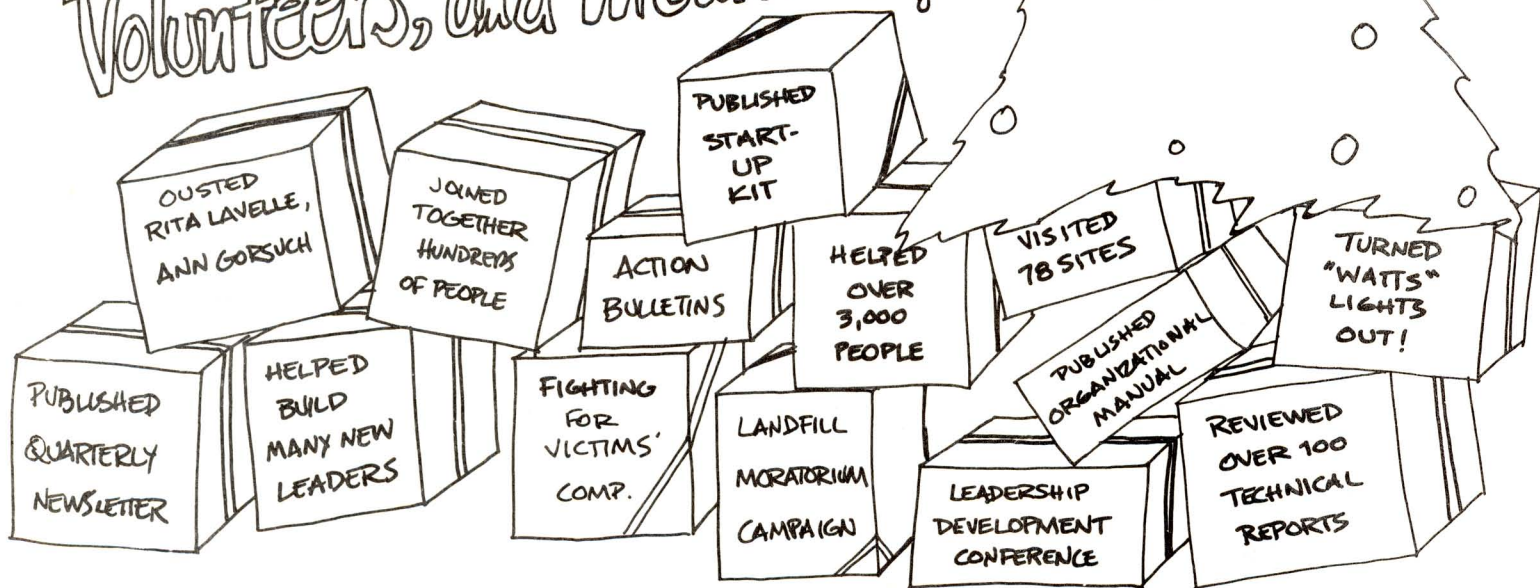 Volunteers, and
PUBLISHED
START-
UP
KIT
OUSTED
RITA LAVELLE,
ANN GORSUCH
JOINED
TOGETHER
HUNDREDS
OF PEOPLE
ACTION
BULLETINS
HELPED
OVER
3,000
PEOPLE
VISITED
78 SITES
TURNED
"WATTS"
LIGHTS
OUT!
PUBLISHED
QUARTERLY
NEWSLETTER
HELPED
BUILD
MANY NEW
LEADERS
FIGHTING
FOR
VICTIMS'
COMP.
LANDFILL
MORATORIUM
CAMPAIGN
PUBLISHED
ORGANIZATIONAL
MANUAL
LEADERSHIP
DEVELOPMENT
CONFERENCE
REVIEWED
OVER 100
TECHNICAL
REPORTS